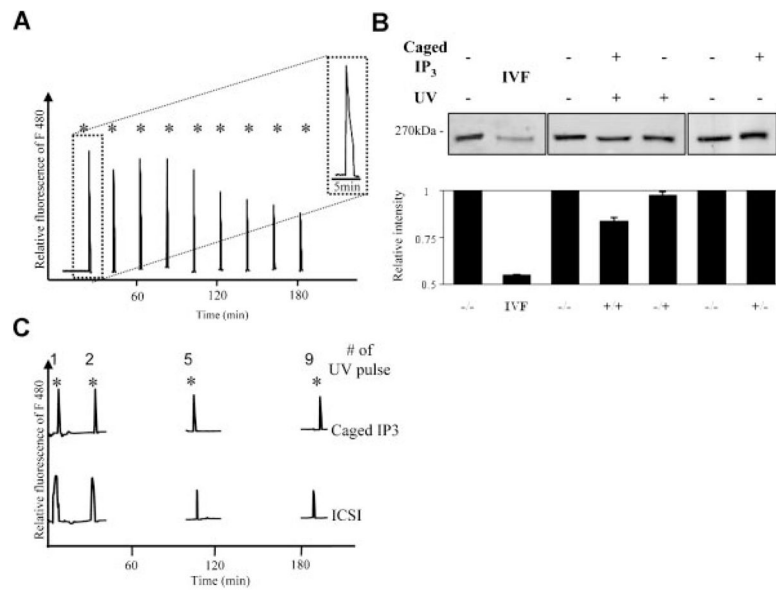 A
Relative fluorescence of F 480
* * * * * * * * *
5min
60 120 180
Time (min)
B
Caged IP3 - IVF - + - - +
UV - - + + - -
270kDa -
Relative intensity
1
0.75
0.5
-/- IVF -/- +/+ -/+ -/- +/-
C
Relative fluorescence of F 480
1 2 5 9 # of
UV pulse
* * * *
Caged IP3
ICSI
60 120 180
Time (min)